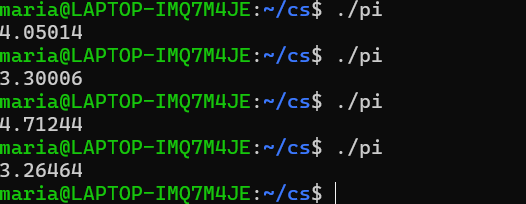 maria@LAPTOP-IMQ7M4JE:~/cs$ ./pi
4.05014
maria@LAPTOP-IMQ7M4JE:~/cs$ ./pi
3.30006
maria@LAPTOP-IMQ7M4JE:~/cs$ ./pi
4.71244
maria@LAPTOP-IMQ7M4JE:~/cs$ ./pi
3.26464
maria@LAPTOP-IMQ7M4JE:~/cs$